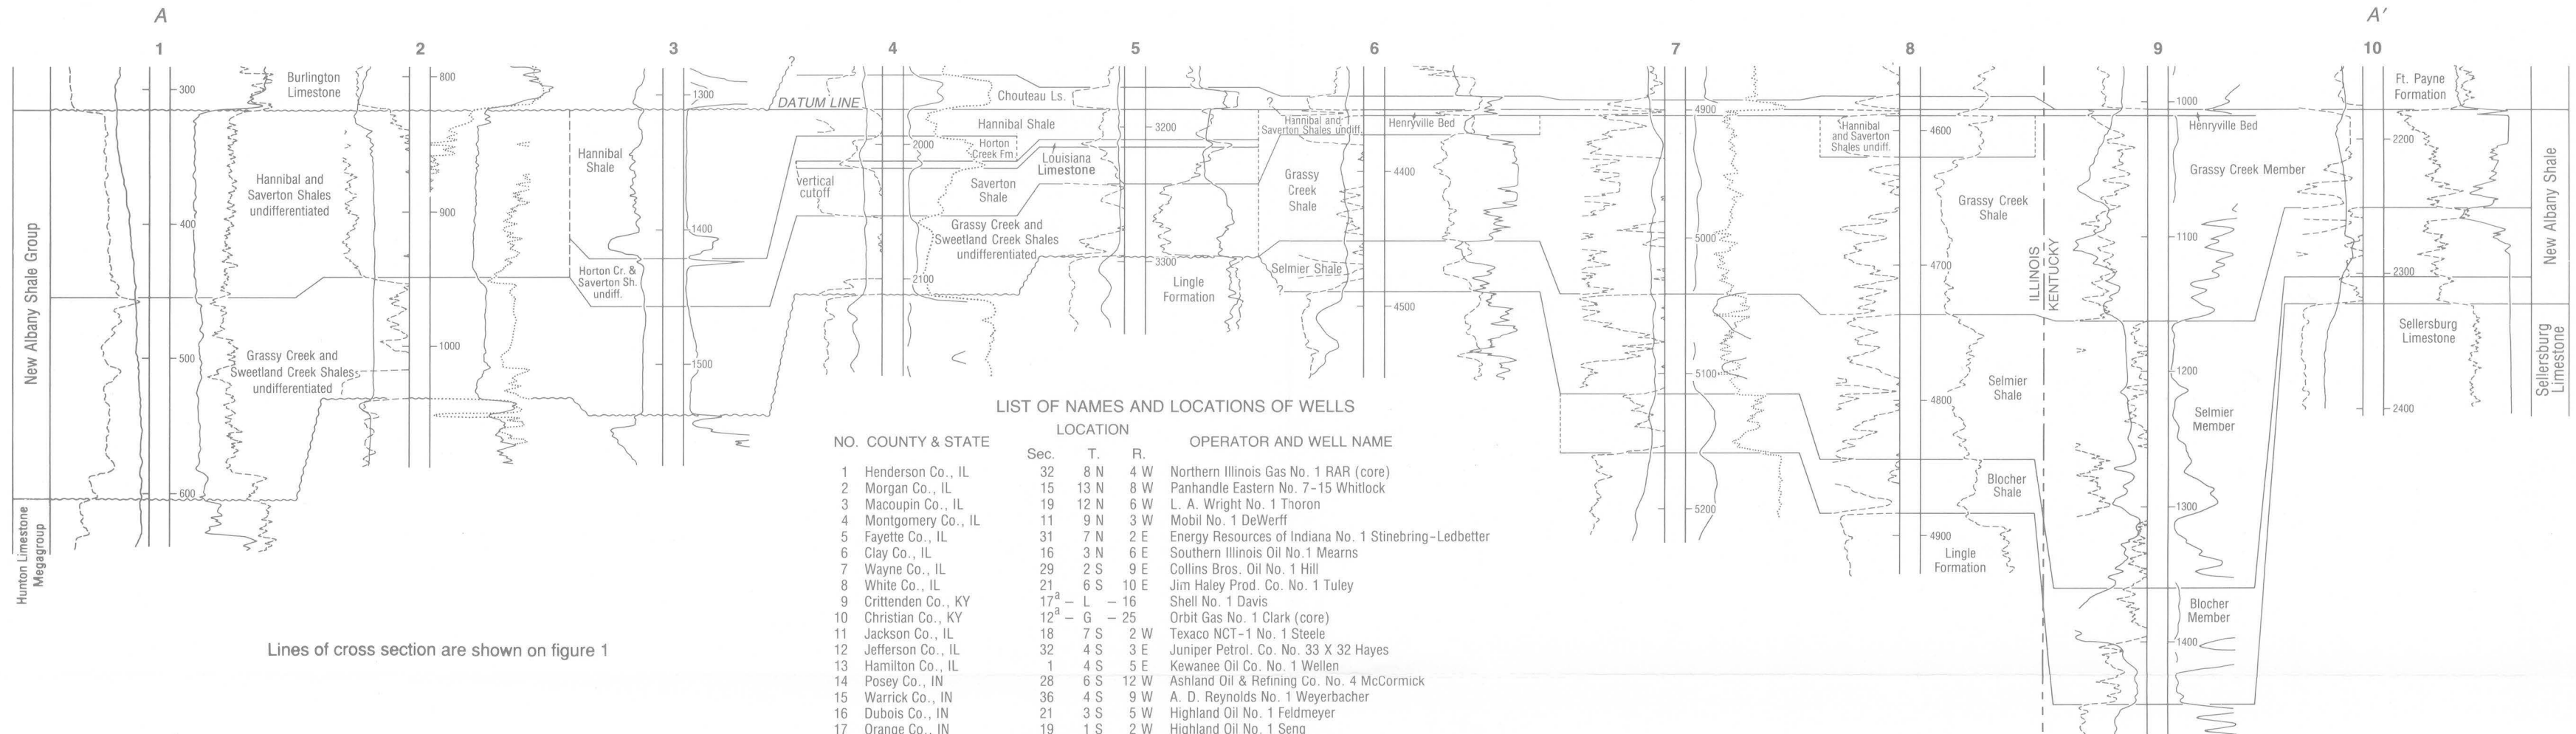 A
A′
1
2
3
4
5
6
7
8
9
10
Burlington
Limestone
300
400
500
600
Hannibal and
Saverton Shales
undifferentiated
Grassy Creek and
Sweetland Creek Shales
undifferentiated
New Albany Shale Group
Hunton Limestone
Megagroup
800
900
1000
Hannibal
Shale
Horton Cr. &
Saverton Sh.
undiff.
1300
1400
1500
?
DATUM LINE
vertical
cutoff
2000
2100
Chouteau Ls.
Hannibal Shale
Horton
Creek Fm.
Louisiana
Limestone
Saverton
Shale
Grassy Creek and
Sweetland Creek Shales
undifferentiated
3200
3300
Lingle
Formation
?
Hannibal and
Saverton Shales undiff.
Grassy
Creek
Shale
Selmier Shale
?
Henryville Bed
4400
4500
4900
5000
5100
5200
Hannibal
and Saverton
Shales undiff.
4600
4700
4800
4900
Grassy Creek
Shale
Selmier
Shale
Blocher
Shale
Lingle
Formation
ILLINOIS
KENTUCKY
1000
1100
1200
1300
1400
Henryville Bed
Grassy Creek Member
Selmier
Member
Blocher
Member
Ft. Payne
Formation
2200
2300
2400
Sellersburg
Limestone
New Albany Shale
Sellersburg
Limestone
LIST OF NAMES AND LOCATIONS OF WELLS
LOCATION
NO. COUNTY & STATE Sec. T. R. OPERATOR AND WELL NAME
1 Henderson Co., IL 32 8 N 4 W Northern Illinois Gas No. 1 RAR (core)
2 Morgan Co., IL 15 13 N 8 W Panhandle Eastern No. 7-15 Whitlock
3 Macoupin Co., IL 19 12 N 6 W L. A. Wright No. 1 Thoron
4 Montgomery Co., IL 11 9 N 3 W Mobil No. 1 DeWerff
5 Fayette Co., IL 31 7 N 2 E Energy Resources of Indiana No. 1 Stinebring-Ledbetter
6 Clay Co., IL 16 3 N 6 E Southern Illinois Oil No.1 Mearns
7 Wayne Co., IL 29 2 S 9 E Collins Bros. Oil No. 1 Hill
8 White Co., IL 21 6 S 10 E Jim Haley Prod. Co. No. 1 Tuley
9 Crittenden Co., KY 17a – L – 16 Shell No. 1 Davis
10 Christian Co., KY 12a – G – 25 Orbit Gas No. 1 Clark (core)
11 Jackson Co., IL 18 7 S 2 W Texaco NCT-1 No. 1 Steele
12 Jefferson Co., IL 32 4 S 3 E Juniper Petrol. Co. No. 33 X 32 Hayes
13 Hamilton Co., IL 1 4 S 5 E Kewanee Oil Co. No. 1 Wellen
14 Posey Co., IN 28 6 S 12 W Ashland Oil & Refining Co. No. 4 McCormick
15 Warrick Co., IN 36 4 S 9 W A. D. Reynolds No. 1 Weyerbacher
16 Dubois Co., IN 21 3 S 5 W Highland Oil No. 1 Feldmeyer
17 Orange Co., IN 19 1 S 2 W Highland Oil No. 1 Seng
Lines of cross section are shown on figure 1